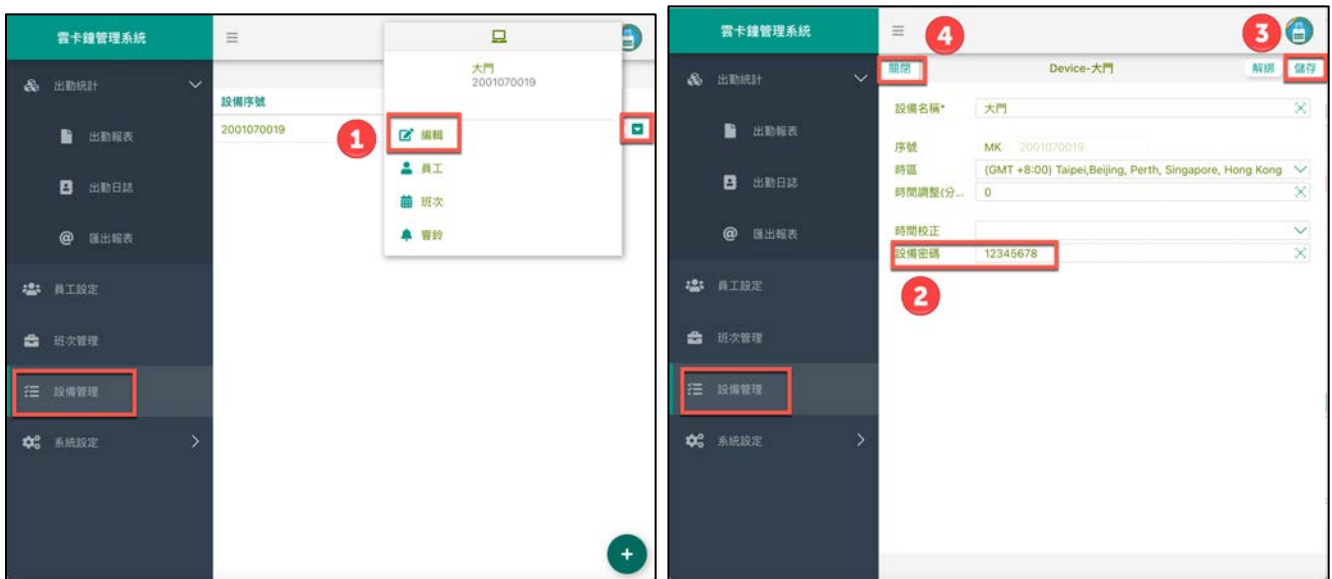 雲卡鐘管理系統
大門
2001070019
出勤統計
設備序號
2001070019
1
編輯
出勤報表
員工
出勤日誌
班次
匯出報表
響鈴
員工設定
班次管理
設備管理
系統設定
+
雲卡鐘管理系統
4
3
出勤統計
關閉
Device-大門
解綁
儲存
設備名稱* 大門
出勤報表
序號 MK 2001070019
時區 (GMT +8:00) Taipei,Beijing, Perth, Singapore, Hong Kong
出勤日誌
時間調整(分... 0
@ 匯出報表
時間校正
設備密碼 12345678
2
員工設定
班次管理
設備管理
系統設定